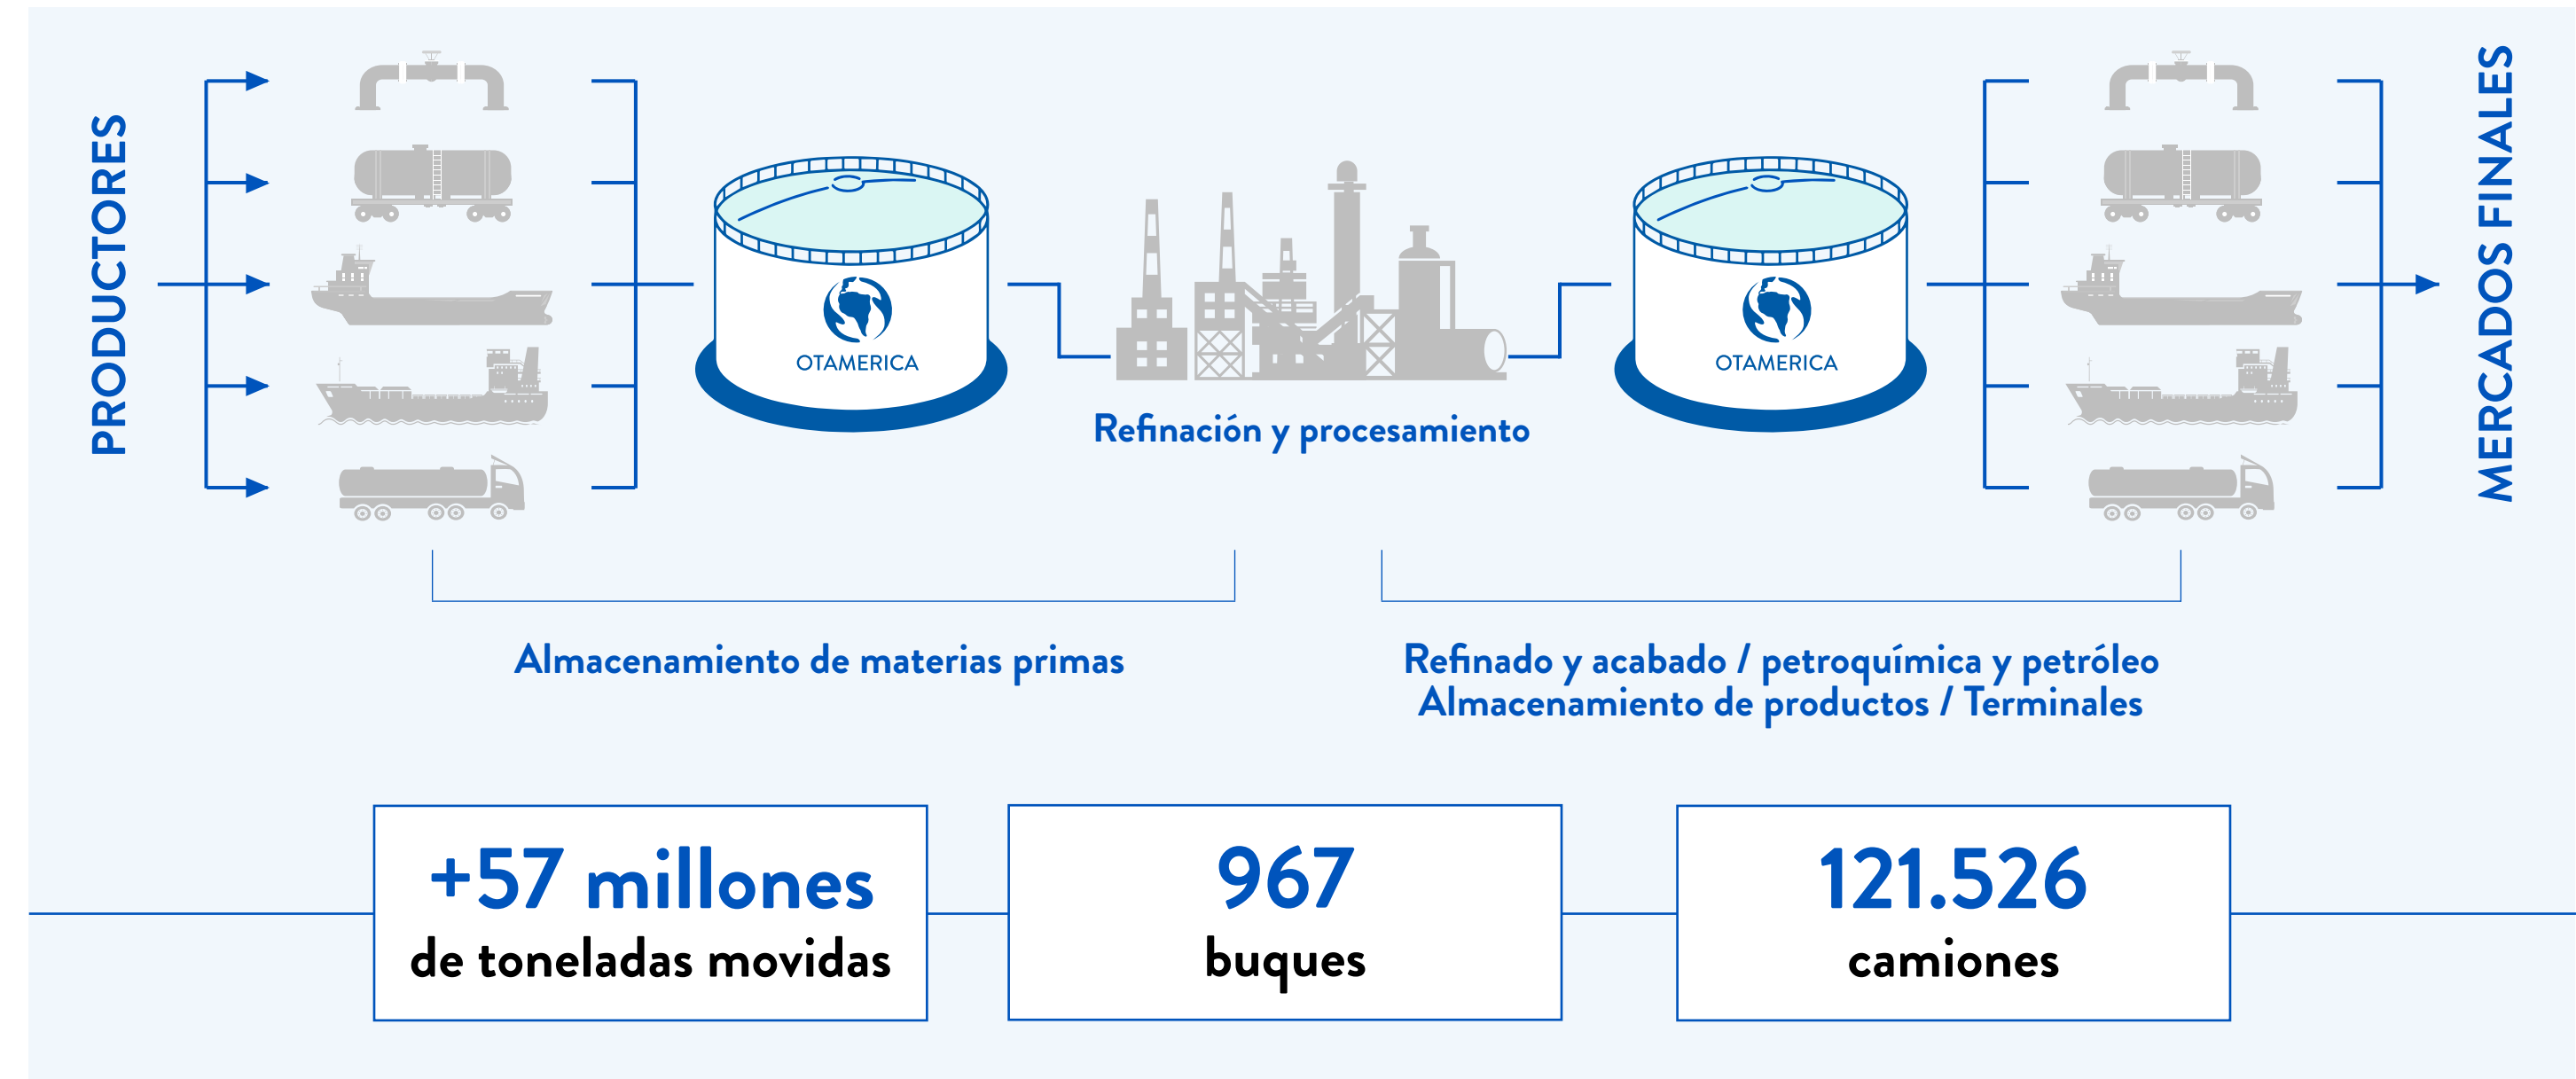 PRODUCTORES
OTAMERICA
Refinación y procesamiento
OTAMERICA
MERCADOS FINALES
Almacenamiento de materias primas
Refinado y acabado / petroquímica y petróleo
Almacenamiento de productos / Terminales
+57 millones
de toneladas movidas
967
buques
121.526
camiones